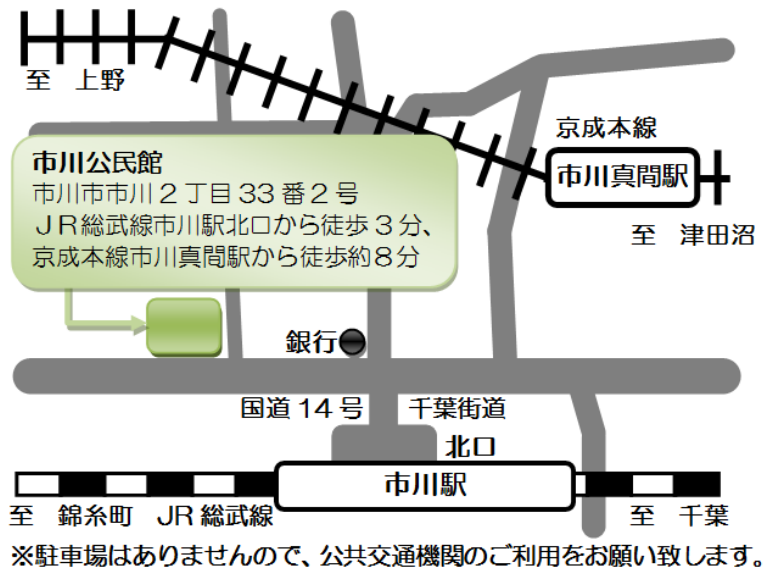 至 上野
京成本線
市川真間駅
至 津田沼
市川公民館
市川市市川2丁目33番2号
JR総武線市川駅北口から徒歩3分、
京成本線市川真間駅から徒歩約8分
銀行
国道14号 千葉街道
北口
市川駅
至 錦糸町 JR総武線 至 千葉
※駐車場はありませんので、公共交通機関のご利用をお願い致します。